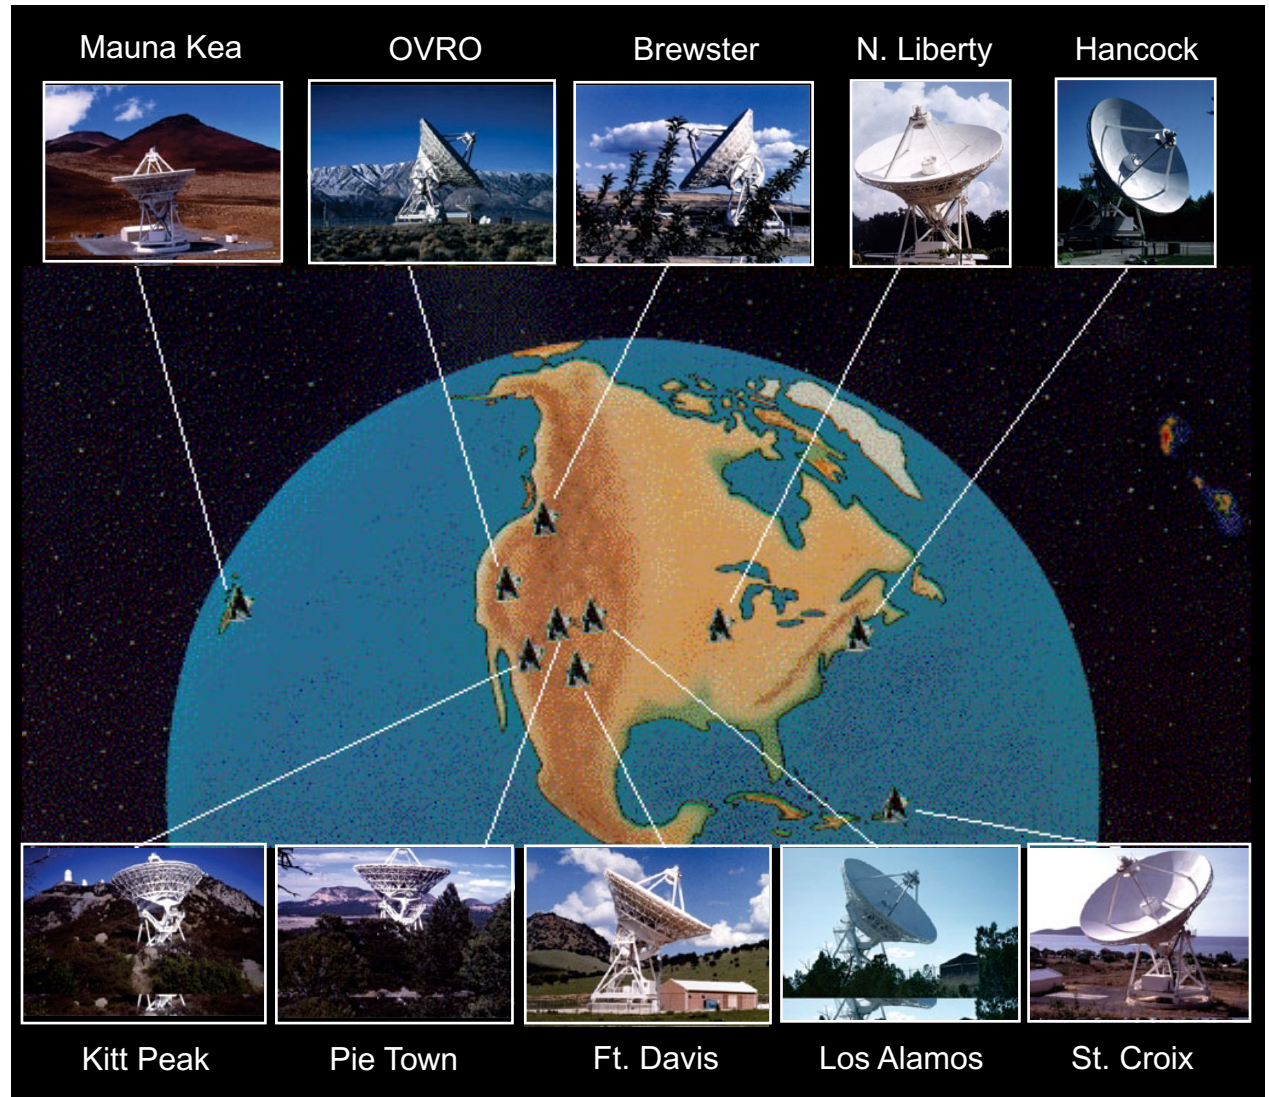 Mauna Kea
OVRO
Brewster
N. Liberty
Hancock
Kitt Peak
Pie Town
Ft. Davis
Los Alamos
St. Croix